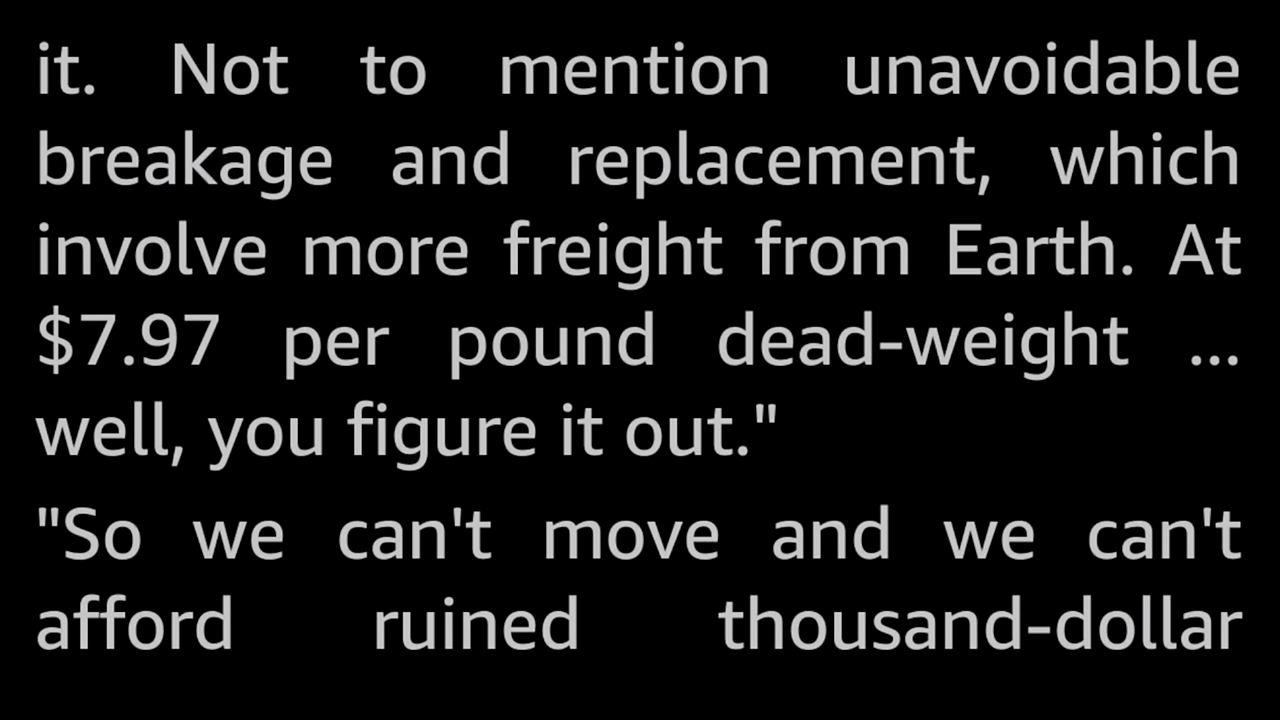 it. Not to mention unavoidable
breakage and replacement, which
involve more freight from Earth. At
$7.97 per pound dead-weight ...
well, you figure it out."
"So we can't move and we can't
afford ruined thousand-dollar